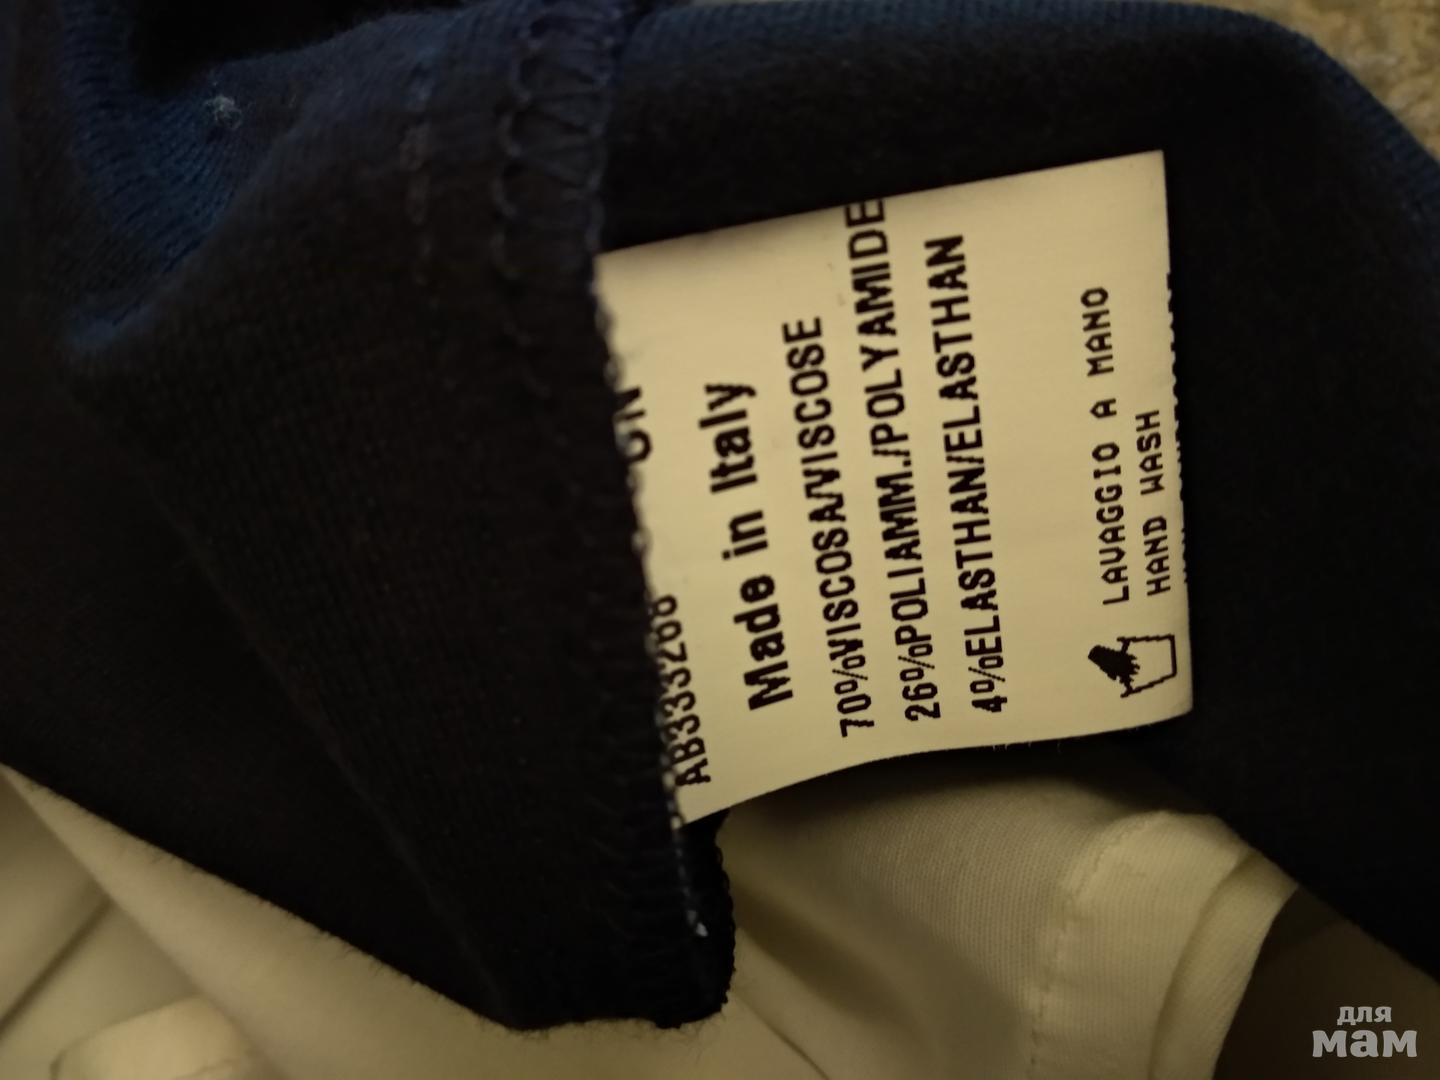 AB333268
Made in Italy
70%VISCOSA/VISCOSE
26%POLIAMM./POLYAMIDE
4%ELASTHAN/ELASTHAN
LAVAGGIO A MANO
HAND WASH
для
мам